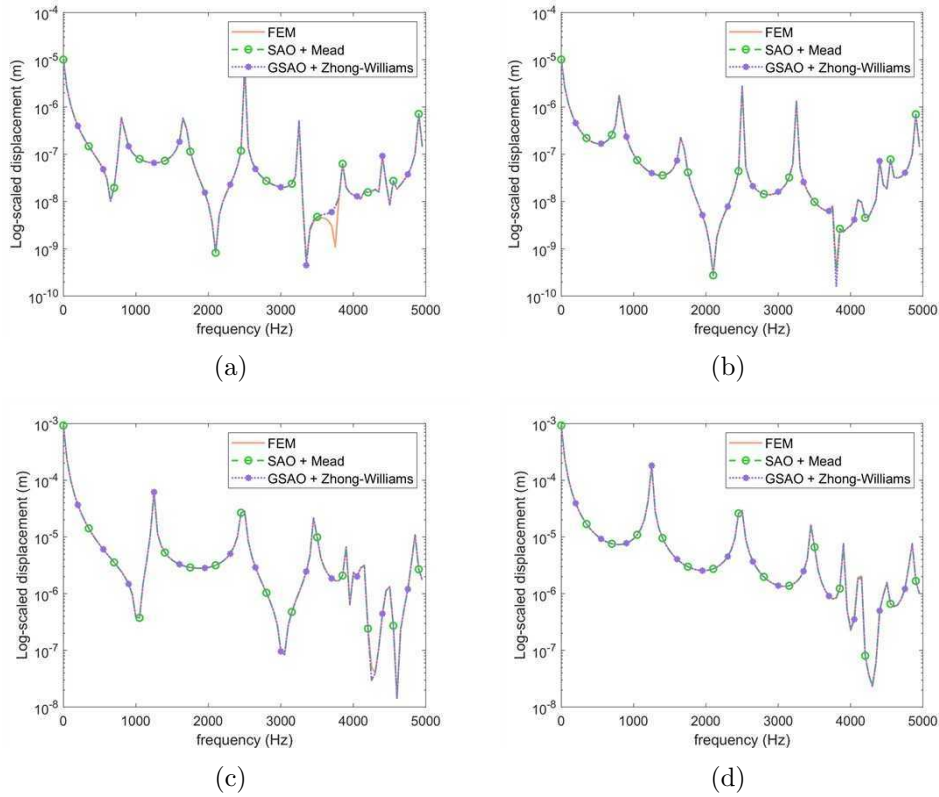 10^-4
10^-5
10^-6
10^-7
10^-8
10^-9
10^-10
Log-scaled displacement (m)
FEM
SAO + Mead
GSAO + Zhong-Williams
0 1000 2000 3000 4000 5000
frequency (Hz)
(a)
10^-4
10^-5
10^-6
10^-7
10^-8
10^-9
10^-10
Log-scaled displacement (m)
FEM
SAO + Mead
GSAO + Zhong-Williams
0 1000 2000 3000 4000 5000
frequency (Hz)
(b)
10^-3
10^-4
10^-5
10^-6
10^-7
10^-8
Log-scaled displacement (m)
FEM
SAO + Mead
GSAO + Zhong-Williams
0 1000 2000 3000 4000 5000
frequency (Hz)
(c)
10^-3
10^-4
10^-5
10^-6
10^-7
10^-8
Log-scaled displacement (m)
FEM
SAO + Mead
GSAO + Zhong-Williams
0 1000 2000 3000 4000 5000
frequency (Hz)
(d)